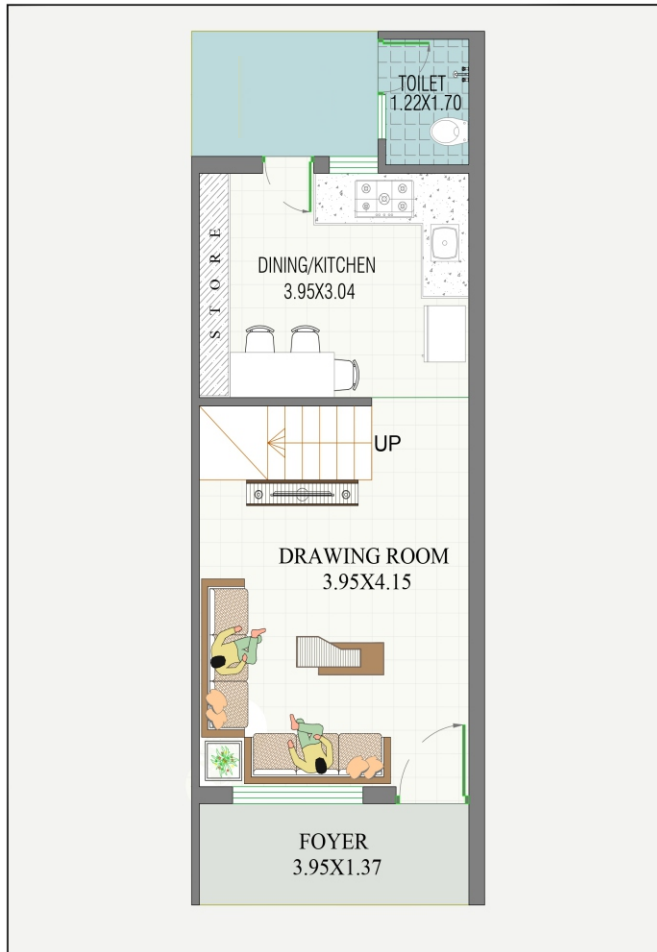 TOILET
1.22X1.70
STORE
DINING/KITCHEN
3.95X3.04
UP
DRAWING ROOM
3.95X4.15
FOYER
3.95X1.37